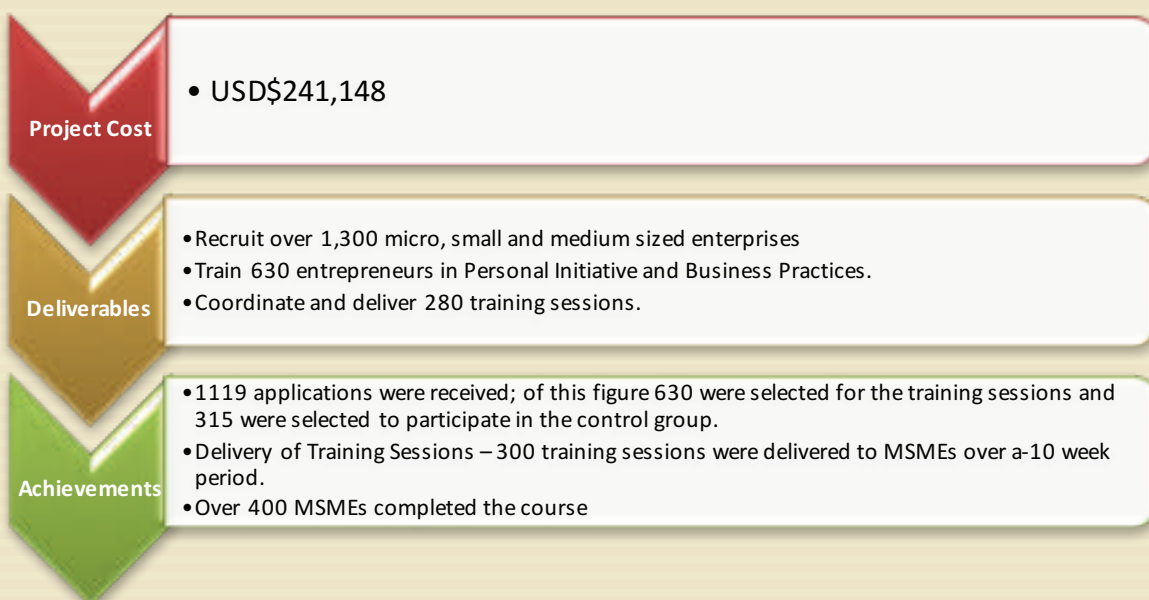 Project Cost
• USD$241,148
Deliverables
•Recruit over 1,300 micro, small and medium sized enterprises
•Train 630 entrepreneurs in Personal Initiative and Business Practices.
•Coordinate and deliver 280 training sessions.
Achievements
•1119 applications were received; of this figure 630 were selected for the training sessions and
315 were selected to participate in the control group.
•Delivery of Training Sessions – 300 training sessions were delivered to MSMEs over a-10 week
period.
•Over 400 MSMEs completed the course